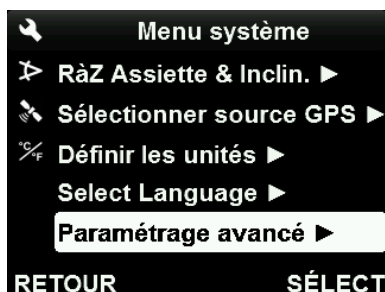 Menu système
RàZ Assiette & Inclin. ►
Sélectionner source GPS ►
°C/°F Définir les unités ►
Select Language ►
Paramétrage avancé ►
RETOUR SÉLECT